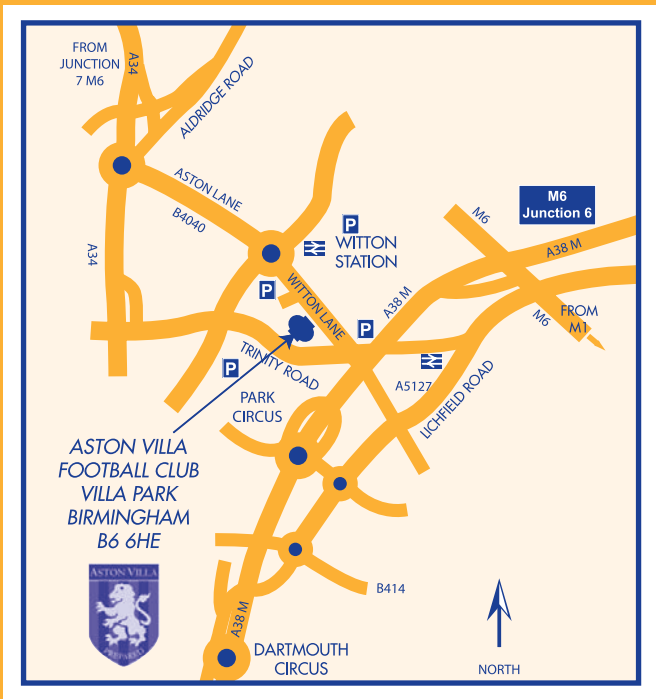 FROM
JUNCTION
7 M6
A34
ALDRIDGE ROAD
ASTON LANE
B4040
A34
P
WITTON
STATION
M6
Junction 6
M6
A38 M
P
WITTON LANE
A38 M
P
M6
FROM
M1
TRINITY ROAD
P
PARK
CIRCUS
A5127
LICHFIELD ROAD
ASTON VILLA
FOOTBALL CLUB
VILLA PARK
BIRMINGHAM
B6 6HE
ASTON VILLA
PREPARED
B414
A38 M
DARTMOUTH
CIRCUS
NORTH